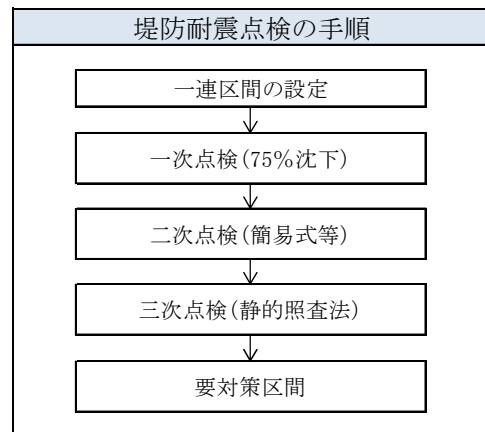 堤防耐震点検の手順
一連区間の設定
一次点検(75%沈下)
二次点検(簡易式等)
三次点検(静的照査法)
要対策区間